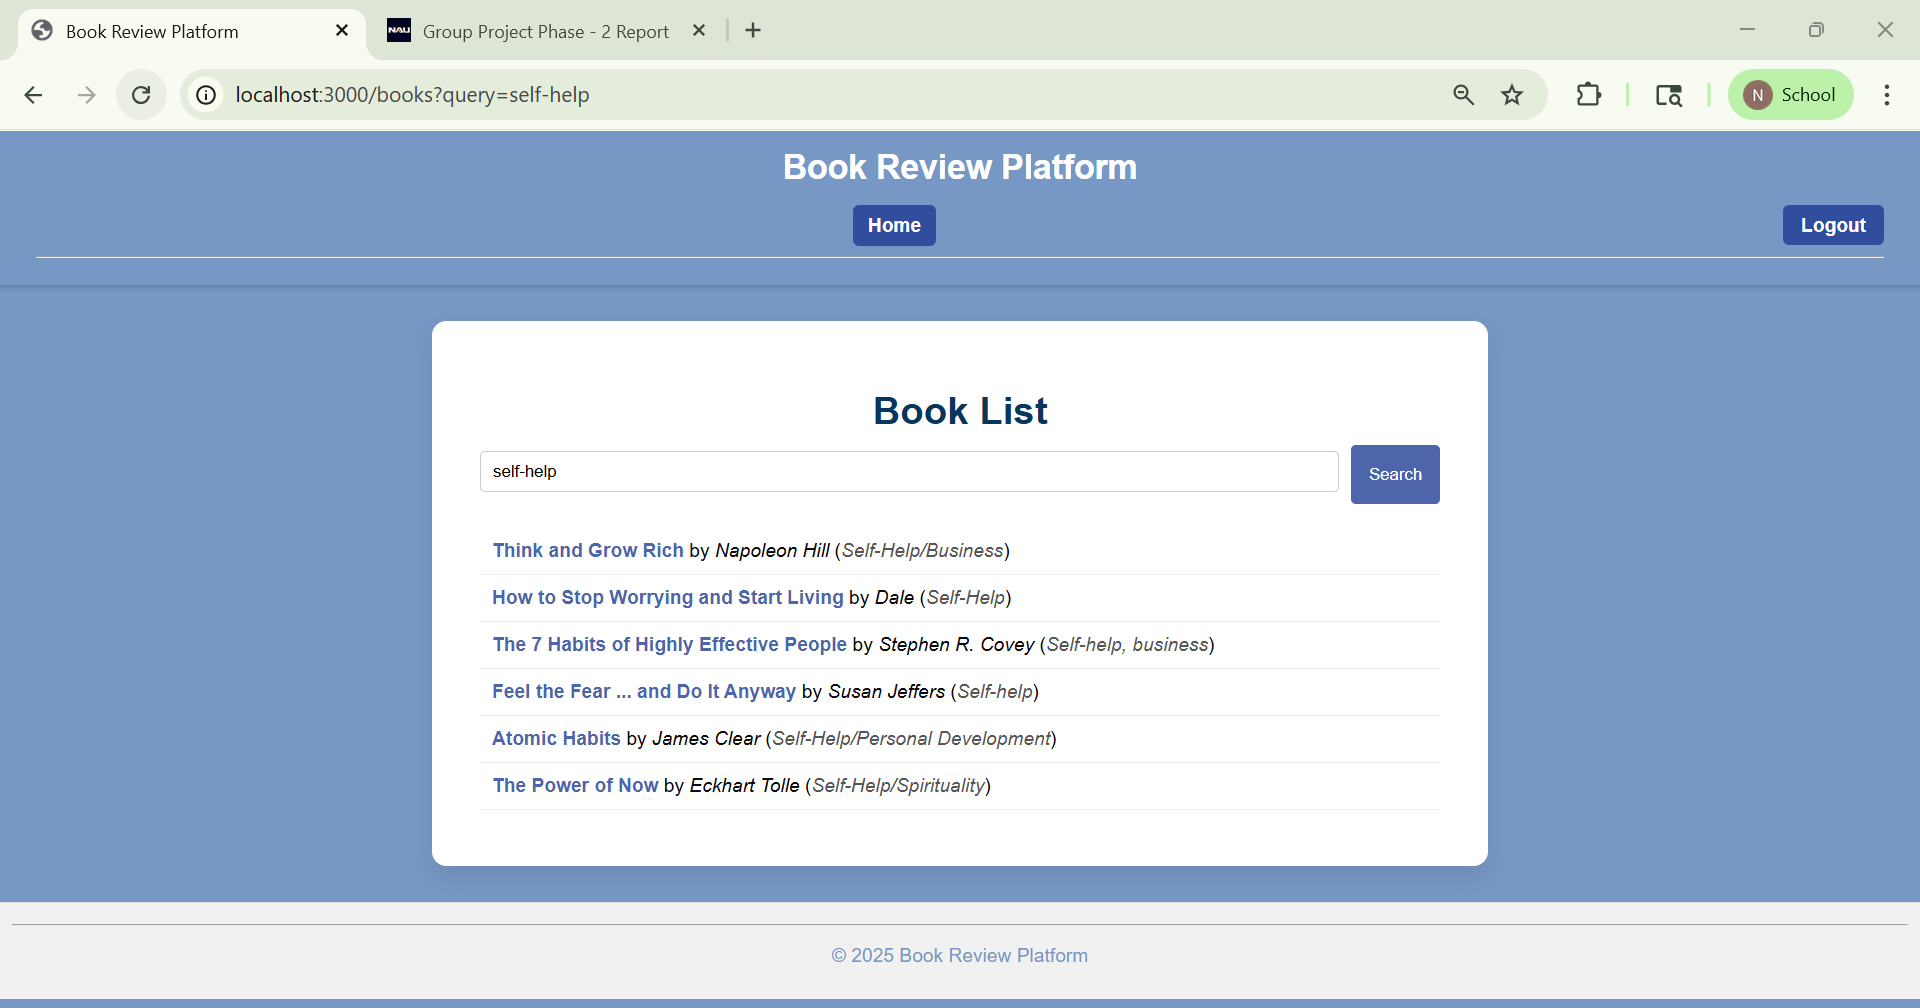 Book Review Platform
NAU Group Project Phase - 2 Report
localhost:3000/books?query=self-help
N School
Book Review Platform
Home
Logout
Book List
self-help
Search
Think and Grow Rich by Napoleon Hill (Self-Help/Business)
How to Stop Worrying and Start Living by Dale (Self-Help)
The 7 Habits of Highly Effective People by Stephen R. Covey (Self-help, business)
Feel the Fear ... and Do It Anyway by Susan Jeffers (Self-help)
Atomic Habits by James Clear (Self-Help/Personal Development)
The Power of Now by Eckhart Tolle (Self-Help/Spirituality)
© 2025 Book Review Platform